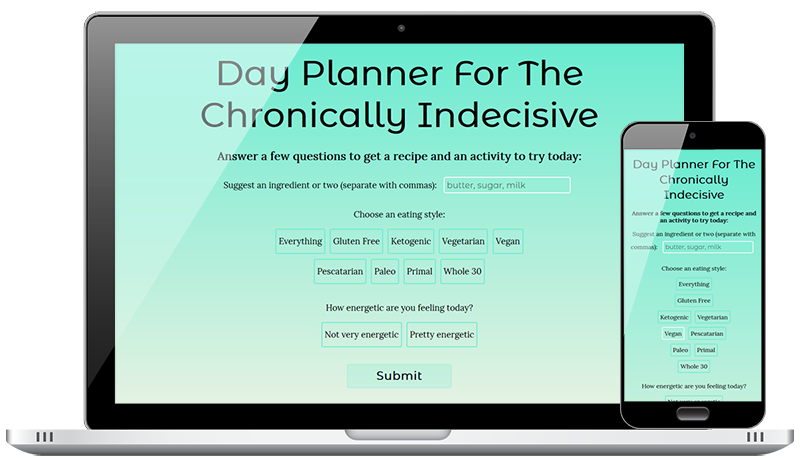 Day Planner For The
Chronically Indecisive
Answer a few questions to get a recipe and an activity to try today:
Suggest an ingredient or two (separate with commas): butter, sugar, milk
Choose an eating style:
Everything Gluten Free Ketogenic Vegetarian Vegan
Pescatarian Paleo Primal Whole 30
How energetic are you feeling today?
Not very energetic Pretty energetic
Submit
Day Planner For The
Chronically
Indecisive
Answer a few questions to get a recipe and
an activity to try today:
Suggest an ingredient or two (separate with
commas): butter, sugar, milk
Choose an eating style:
Everything
Gluten Free
Ketogenic Vegetarian
Vegan Pescatarian
Paleo Primal
Whole 30
How energetic are you feeling today?
Not very energetic